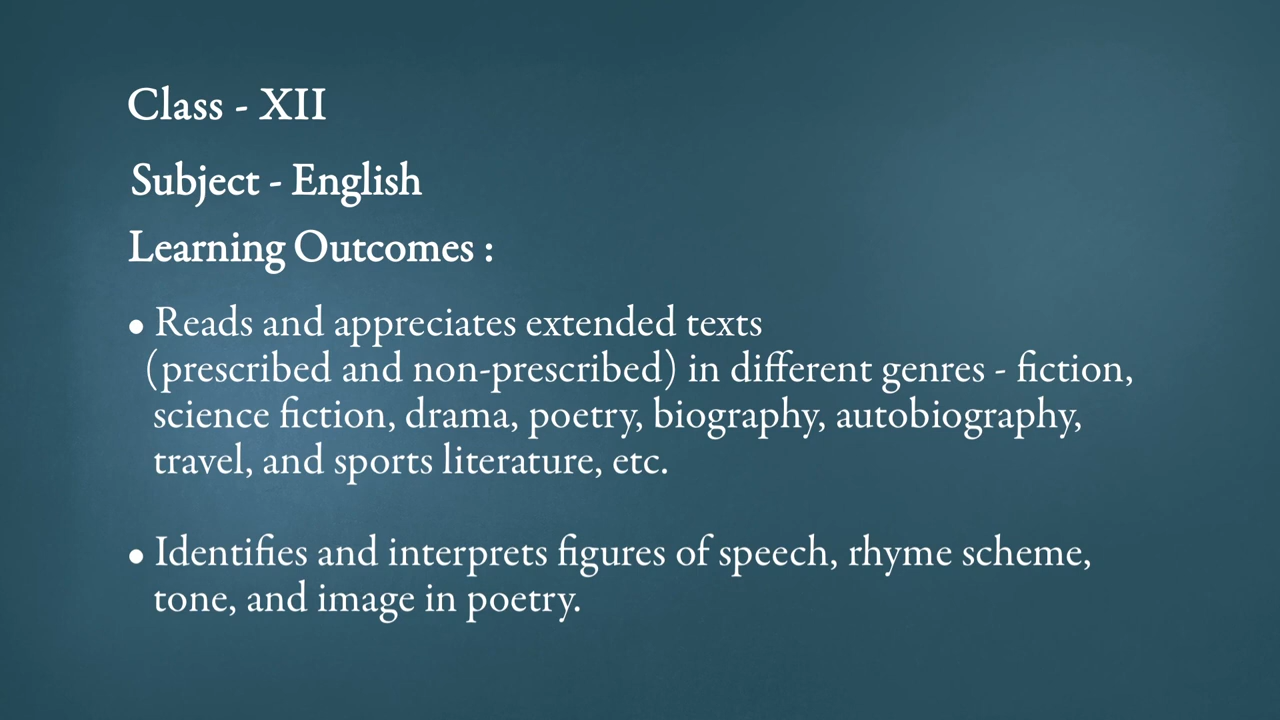 Class - XII
Subject - English
Learning Outcomes :
• Reads and appreciates extended texts
(prescribed and non-prescribed) in different genres - fiction,
science fiction, drama, poetry, biography, autobiography,
travel, and sports literature, etc.
• Identifies and interprets figures of speech, rhyme scheme,
tone, and image in poetry.